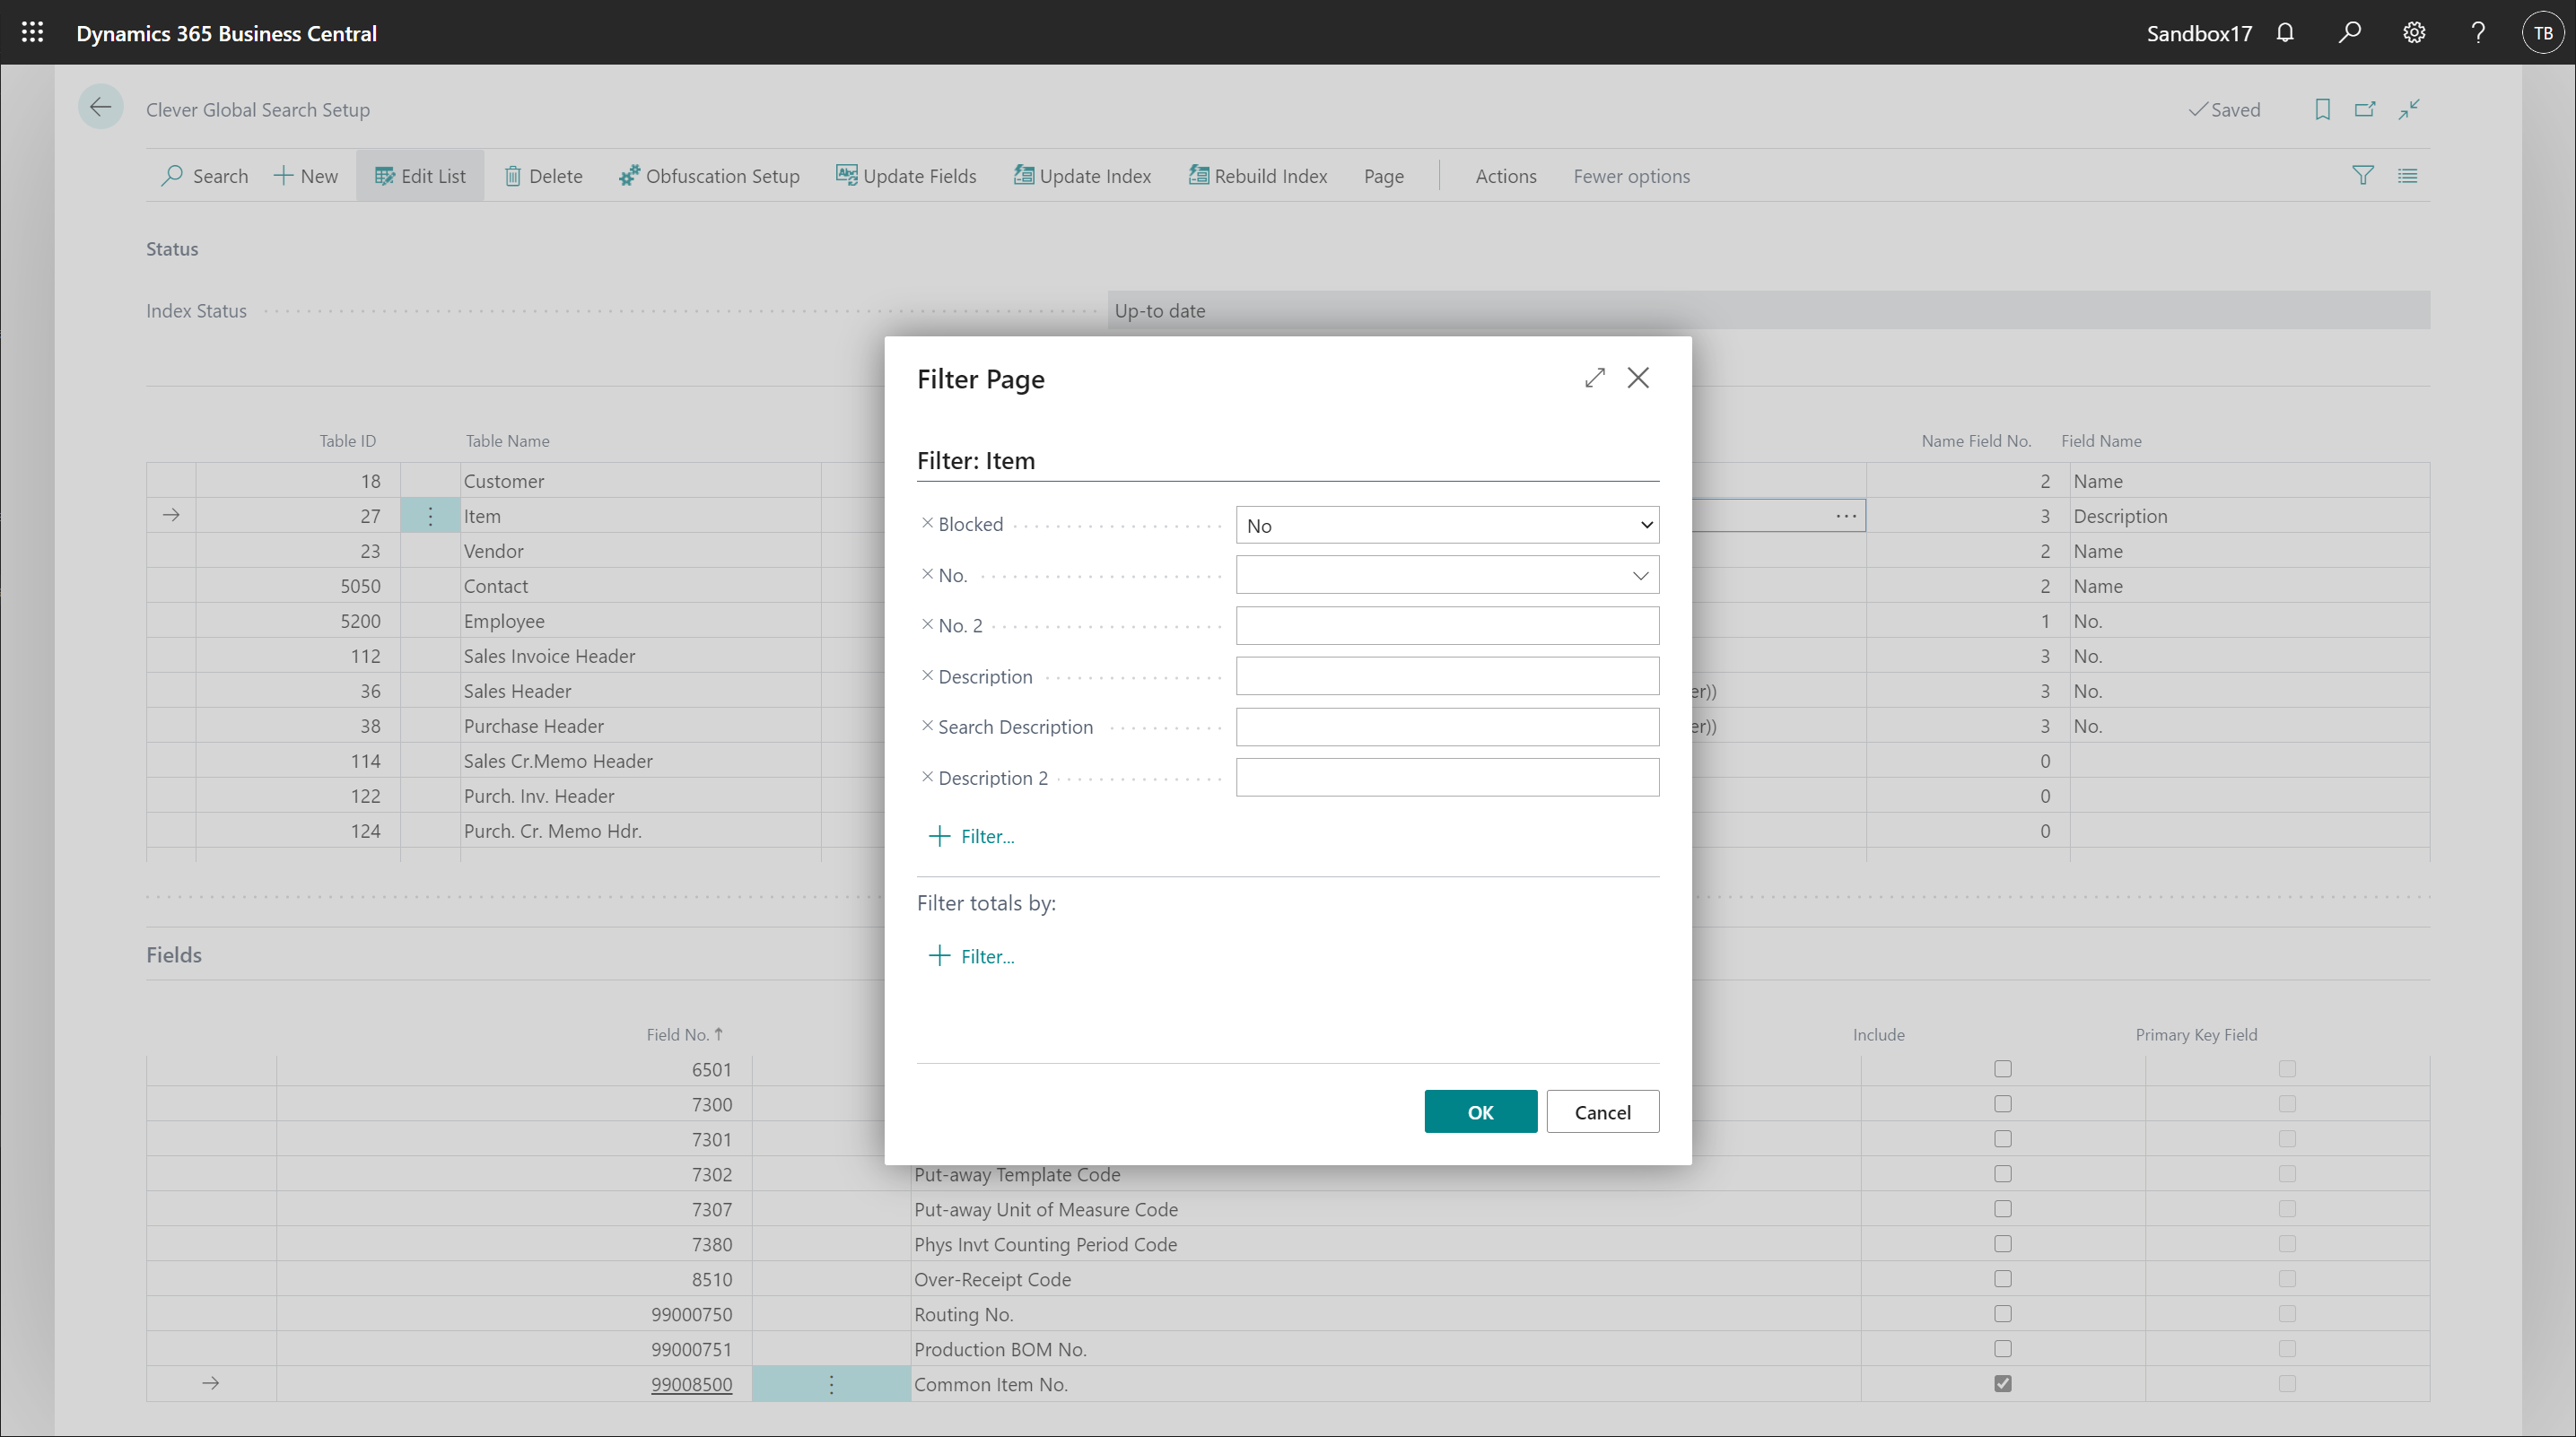 Dynamics 365 Business Central
Sandbox17
?
TB
Clever Global Search Setup
Saved
Search
New
Edit List
Delete
Obfuscation Setup
Update Fields
Update Index
Rebuild Index
Page
Actions
Fewer options
Status
Index Status
Up-to date
Table ID Table Name Name Field No. Field Name
18 Customer 2 Name
27 Item 3 Description
23 Vendor 2 Name
5050 Contact 2 Name
5200 Employee 1 No.
112 Sales Invoice Header 3 No.
36 Sales Header er)) 3 No.
38 Purchase Header er)) 3 No.
114 Sales Cr.Memo Header 0
122 Purch. Inv. Header 0
124 Purch. Cr. Memo Hdr. 0
Filter Page
Filter: Item
Blocked No
No.
No. 2
Description
Search Description
Description 2
Filter...
Filter totals by:
Filter...
OK
Cancel
Fields
Field No. Include Primary Key Field
6501
7300
7301
7302 Put-away Template Code
7307 Put-away Unit of Measure Code
7380 Phys Invt Counting Period Code
8510 Over-Receipt Code
99000750 Routing No.
99000751 Production BOM No.
99008500 Common Item No.